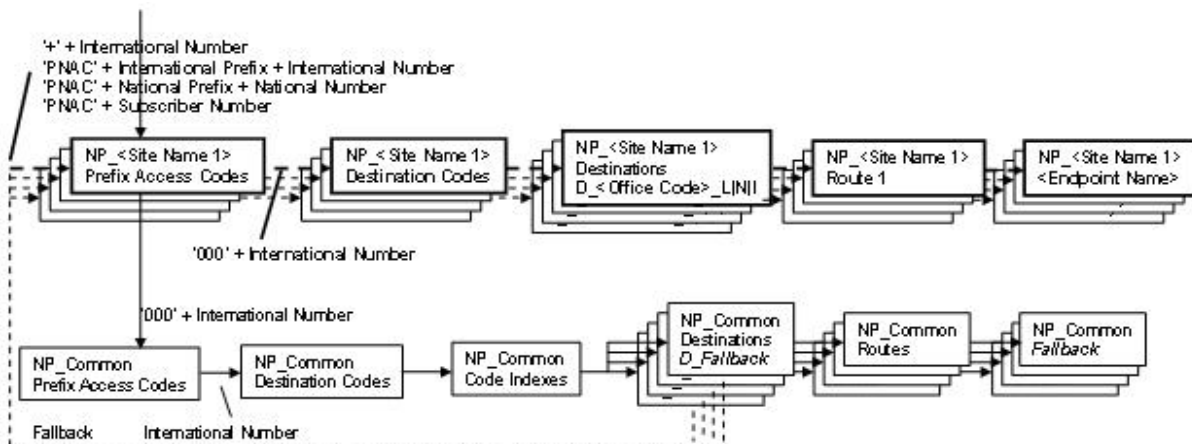 '+' + International Number
'PNAC' + International Prefix + International Number
'PNAC' + National Prefix + National Number
'PNAC' + Subscriber Number
NP_<Site Name 1>
Prefix Access Codes
NP_<Site Name 1>
Destination Codes
NP_<Site Name 1>
Destinations
D_<Office Code>_L|N|I
NP_<Site Name 1>
Route 1
NP_<Site Name 1>
<Endpoint Name>
'000' + International Number
'000' + International Number
NP_Common
Prefix Access Codes
NP_Common
Destination Codes
NP_Common
Code Indexes
NP_Common
Destinations
D_Fallback
NP_Common
Routes
NP_Common
Fallback
Fallback
International Number